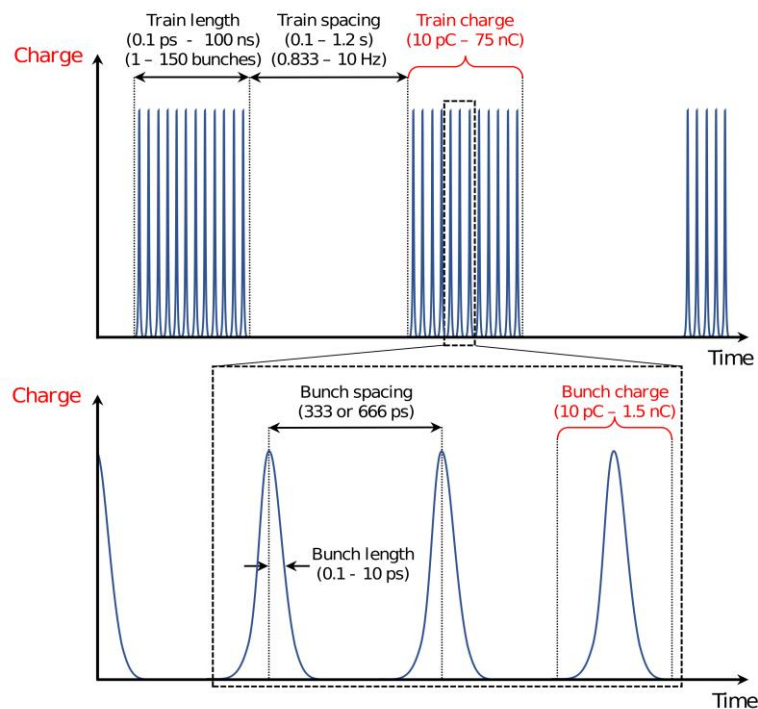 Train length
(0.1 ps - 100 ns)
(1 – 150 bunches)
Train spacing
(0.1 – 1.2 s)
(0.833 – 10 Hz)
Train charge
(10 pC – 75 nC)
Charge
Time
Charge
Bunch spacing
(333 or 666 ps)
Bunch charge
(10 pC – 1.5 nC)
Bunch length
(0.1 - 10 ps)
Time